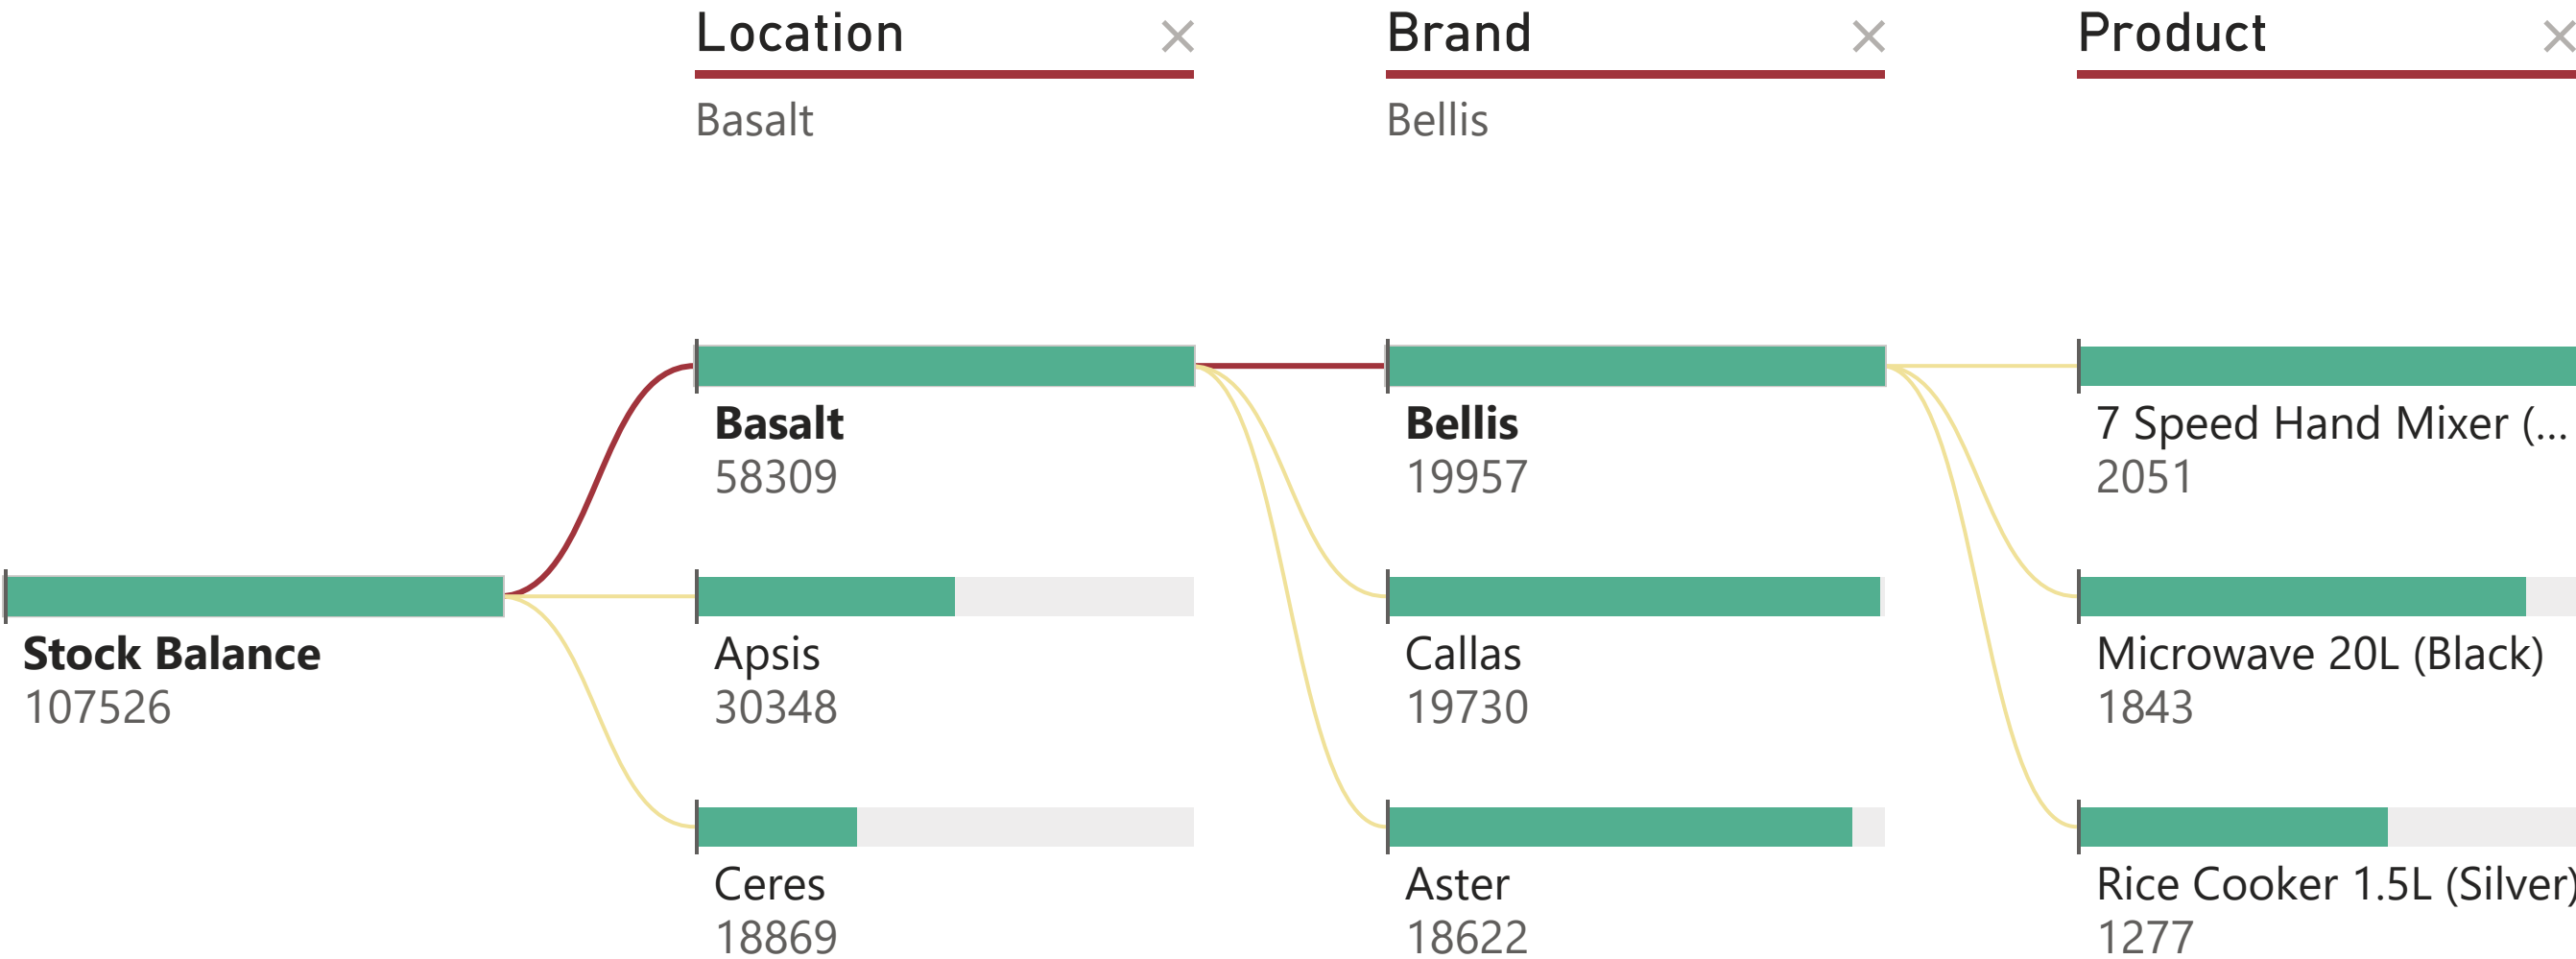 Location
Brand
Product
Basalt
Bellis
Basalt
58309
Bellis
19957
7 Speed Hand Mixer (...
2051
Stock Balance
107526
Apsis
30348
Callas
19730
Microwave 20L (Black)
1843
Ceres
18869
Aster
18622
Rice Cooker 1.5L (Silver)
1277